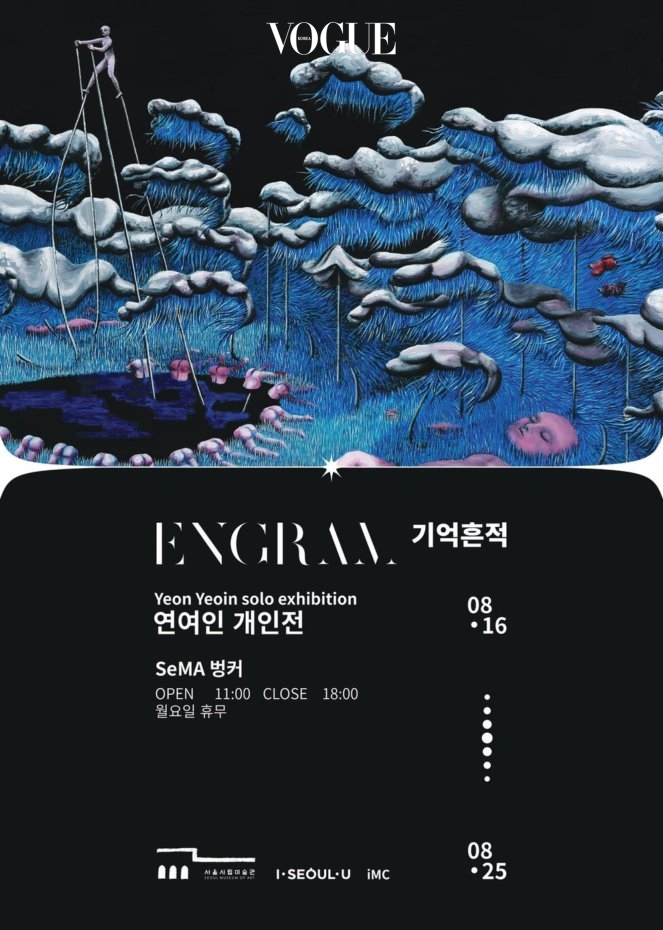 VOGUE
KOREA
ENGRAM 기억흔적
Yeon Yeoin solo exhibition
연여인 개인전
08
•16
SeMA 벙커
OPEN 11:00 CLOSE 18:00
월요일 휴무
08
•25
서울시립미술관
SEOUL MUSEUM OF ART
I·SEOUL·U
iMC